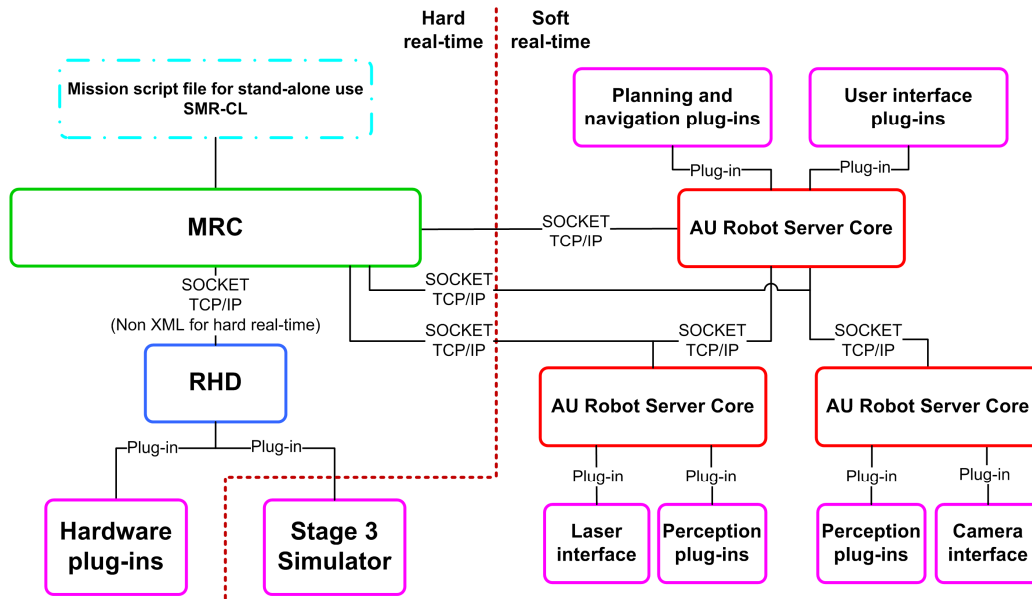 Hard
real-time
Soft
real-time
Mission script file for stand-alone use
SMR-CL
Planning and
navigation plug-ins
User interface
plug-ins
Plug-in
Plug-in
MRC
SOCKET
TCP/IP
AU Robot Server Core
SOCKET
TCP/IP
(Non XML for hard real-time)
SOCKET
TCP/IP
SOCKET
TCP/IP
SOCKET
TCP/IP
SOCKET
TCP/IP
RHD
AU Robot Server Core
AU Robot Server Core
Plug-in
Plug-in
Plug-in
Plug-in
Plug-in
Plug-in
Hardware
plug-ins
Stage 3
Simulator
Laser
interface
Perception
plug-ins
Perception
plug-ins
Camera
interface